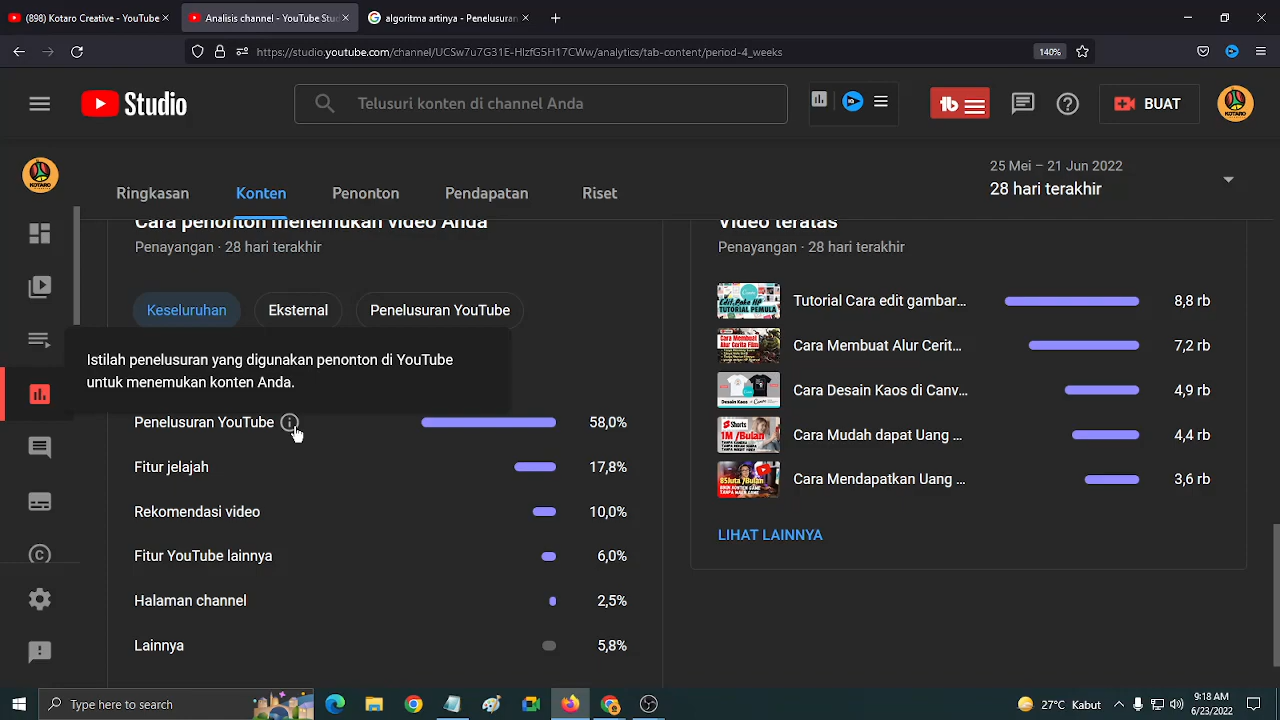 (898) Kotaro Creative - YouTube
Analisis channel - YouTube Stud
algoritma adalah - Penelusuran
https://studio.youtube.com/channel/UCSw7u7G31E-HIzfG5H17CWw/analytics/tab-content/period-4_weeks
140%
Studio
Telusuri konten di channel Anda
BUAT
KOTARO
Ringkasan
Konten
Penonton
Pendapatan
Riset
25 Mei – 21 Jun 2022
28 hari terakhir
Cara penonton menemukan video Anda
Penayangan · 28 hari terakhir
Keseluruhan
Eksternal
Penelusuran YouTube
Istilah penelusuran yang digunakan penonton di YouTube
untuk menemukan konten Anda.
Penelusuran YouTube
58,0%
Fitur jelajah
17,8%
Rekomendasi video
10,0%
Fitur YouTube lainnya
6,0%
Halaman channel
2,5%
Lainnya
5,8%
Video teratas
Penayangan · 28 hari terakhir
Tutorial Cara edit gambar...
8,8 rb
Cara Membuat Alur Cerit...
7,2 rb
Cara Desain Kaos di Canv...
4,9 rb
Cara Mudah dapat Uang ...
4,4 rb
Cara Mendapatkan Uang ...
3,6 rb
LIHAT LAINNYA
Type here to search
27°C Kabut
9:18 AM
6/23/2022